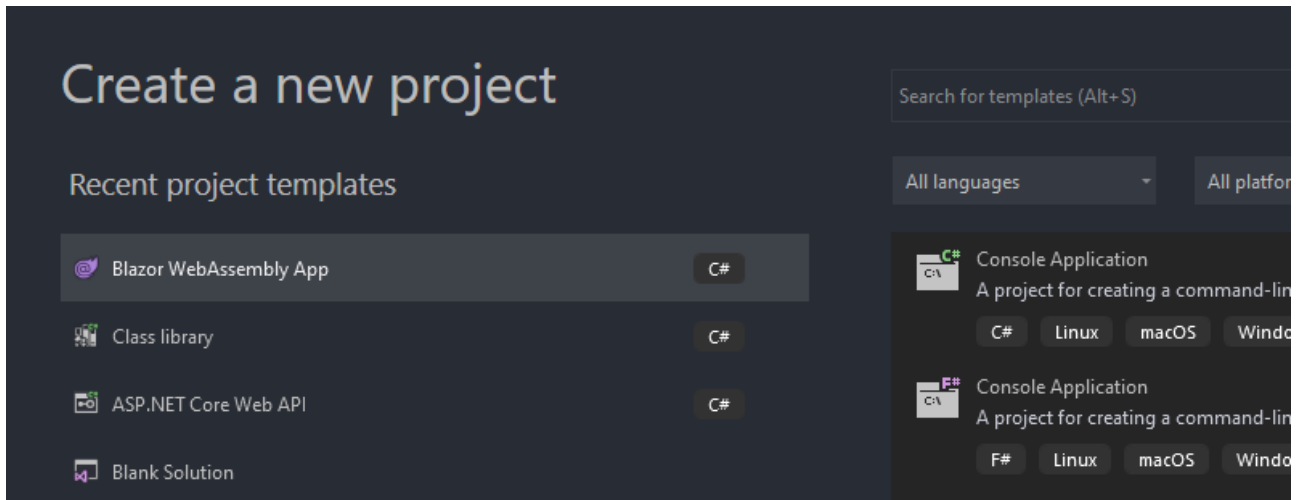 Create a new project
Search for templates (Alt+S)
Recent project templates
All languages
All platfor
Blazor WebAssembly App C#
Class library C#
ASP.NET Core Web API C#
Blank Solution
C# C:\
Console Application
A project for creating a command-lin
C# Linux macOS Windo
F# C:\
Console Application
A project for creating a command-lin
F# Linux macOS Windo